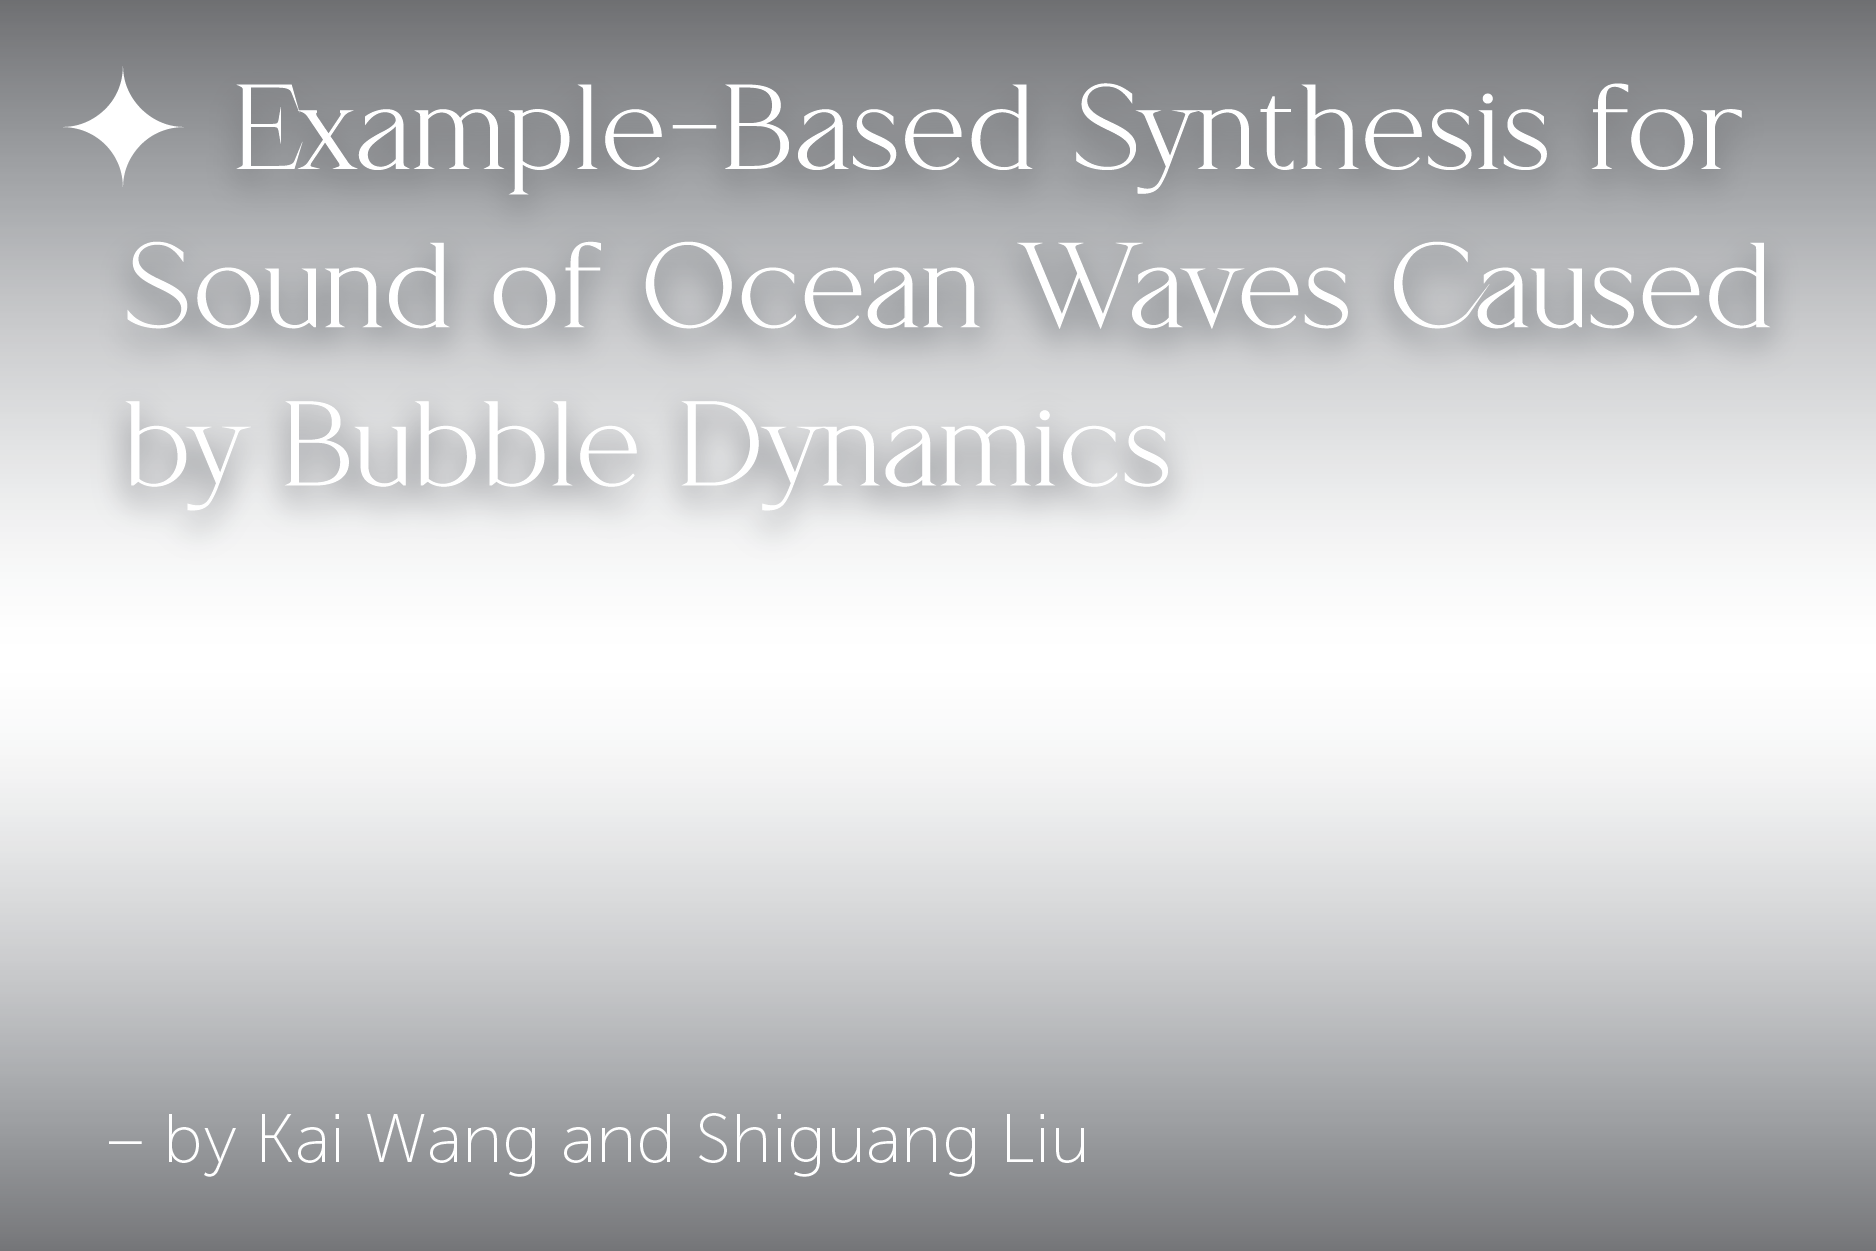 Example-Based Synthesis for
Sound of Ocean Waves Caused
by Bubble Dynamics
– by Kai Wang and Shiguang Liu